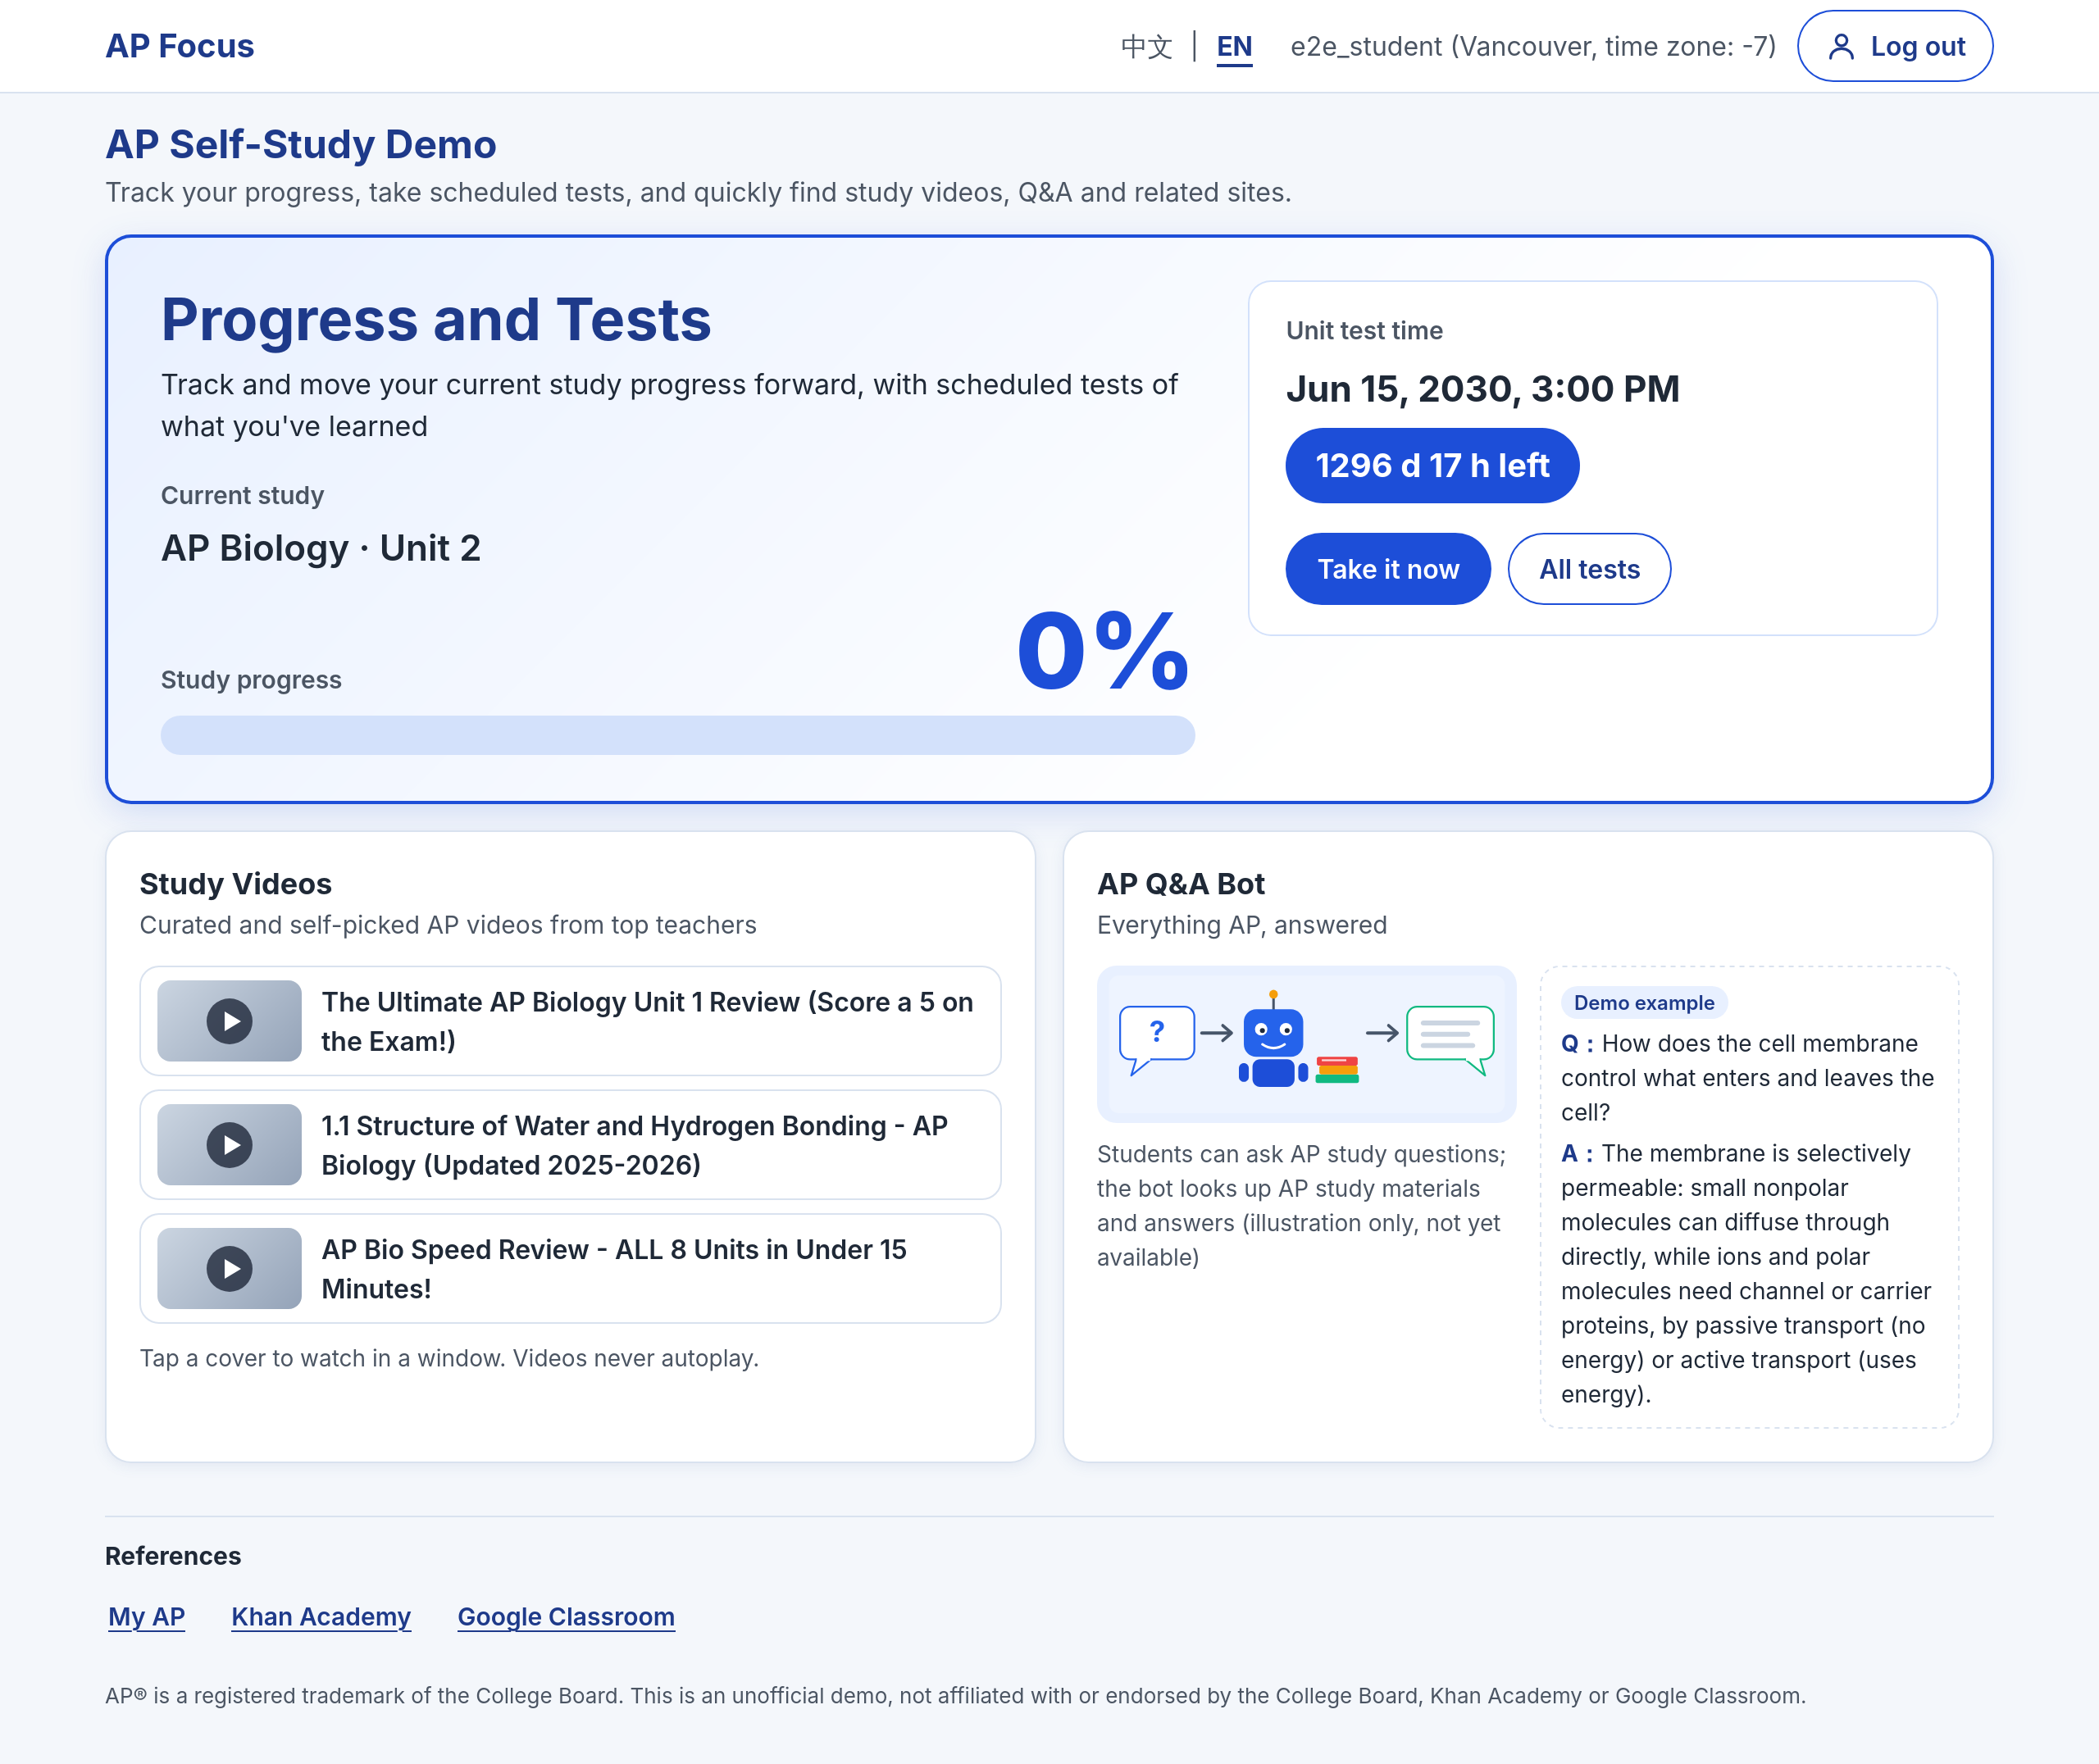 AP Focus
中文 | EN
e2e_student (Vancouver, time zone: -7)
Log out
AP Self-Study Demo
Track your progress, take scheduled tests, and quickly find study videos, Q&A and related sites.
Progress and Tests
Track and move your current study progress forward, with scheduled tests of
what you've learned
Current study
AP Biology · Unit 2
Study progress
0%
Unit test time
Jun 15, 2030, 3:00 PM
1296 d 17 h left
Take it now
All tests
Study Videos
Curated and self-picked AP videos from top teachers
The Ultimate AP Biology Unit 1 Review (Score a 5 on
the Exam!)
1.1 Structure of Water and Hydrogen Bonding - AP
Biology (Updated 2025-2026)
AP Bio Speed Review - ALL 8 Units in Under 15
Minutes!
Tap a cover to watch in a window. Videos never autoplay.
AP Q&A Bot
Everything AP, answered
?
Students can ask AP study questions;
the bot looks up AP study materials
and answers (illustration only, not yet
available)
Demo example
Q：How does the cell membrane
control what enters and leaves the
cell?
A：The membrane is selectively
permeable: small nonpolar
molecules can diffuse through
directly, while ions and polar
molecules need channel or carrier
proteins, by passive transport (no
energy) or active transport (uses
energy).
References
My AP
Khan Academy
Google Classroom
AP® is a registered trademark of the College Board. This is an unofficial demo, not affiliated with or endorsed by the College Board, Khan Academy or Google Classroom.